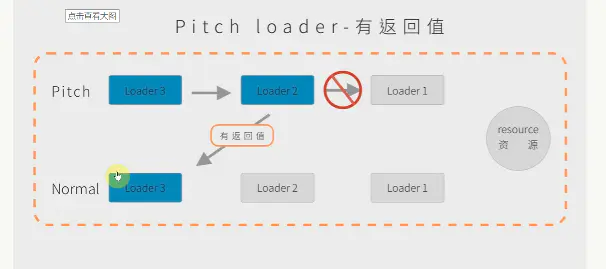 点击查看大图
Pitch loader-有返回值
Pitch
Loader 3
Loader 2
Loader 1
有返回值
resource
资 源
Normal
Loader 3
Loader 2
Loader 1